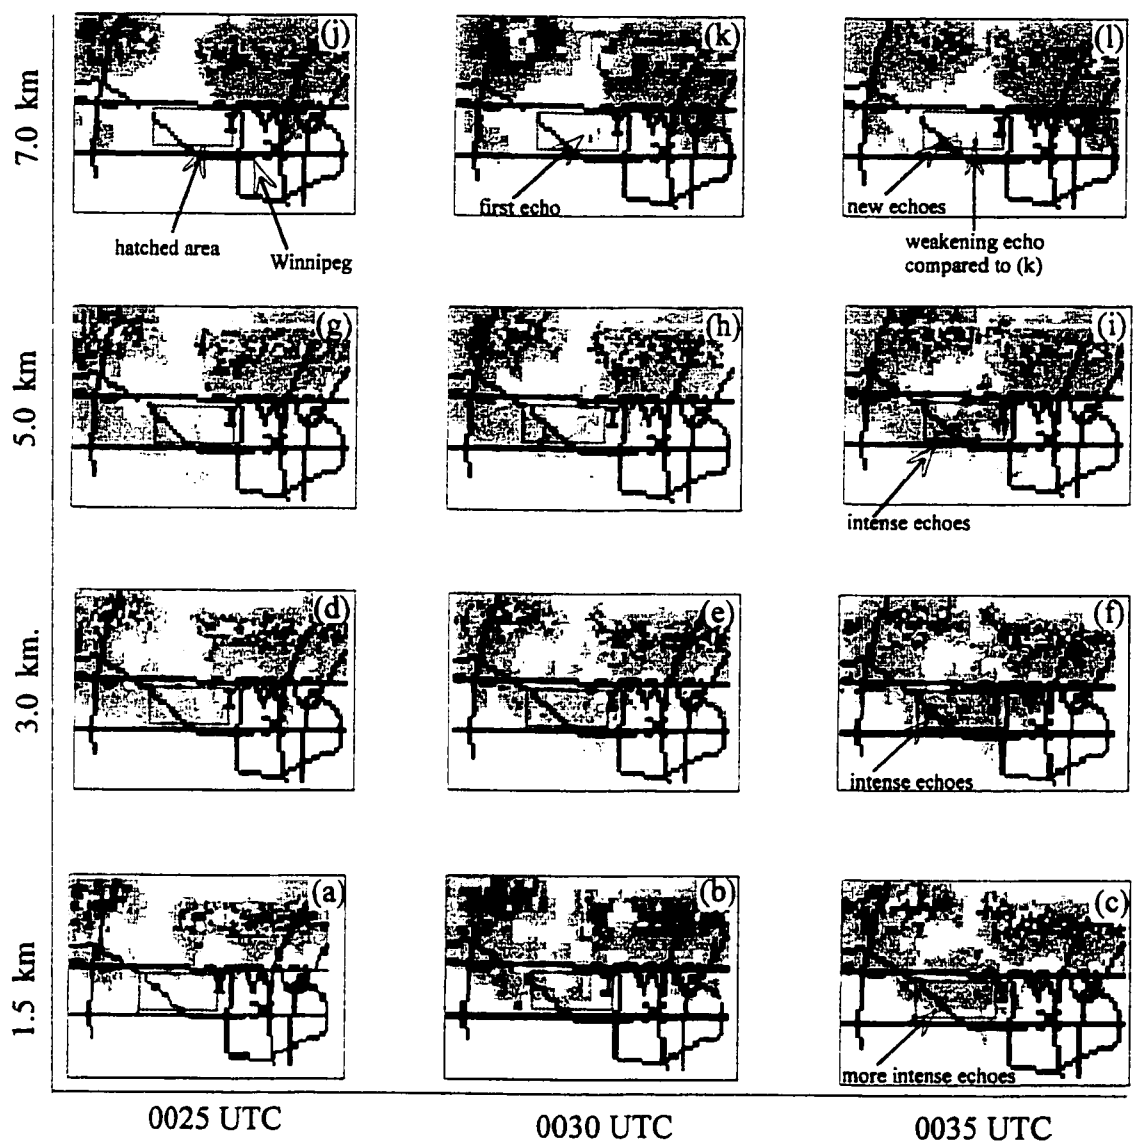 7.0 km
(j)
(k)
(l)
hatched area
Winnipeg
first echo
new echoes
weakening echo
compared to (k)
5.0 km
(g)
(h)
(i)
intense echoes
3.0 km.
(d)
(e)
(f)
intense echoes
1.5 km
(a)
(b)
(c)
more intense echoes
0025 UTC
0030 UTC
0035 UTC